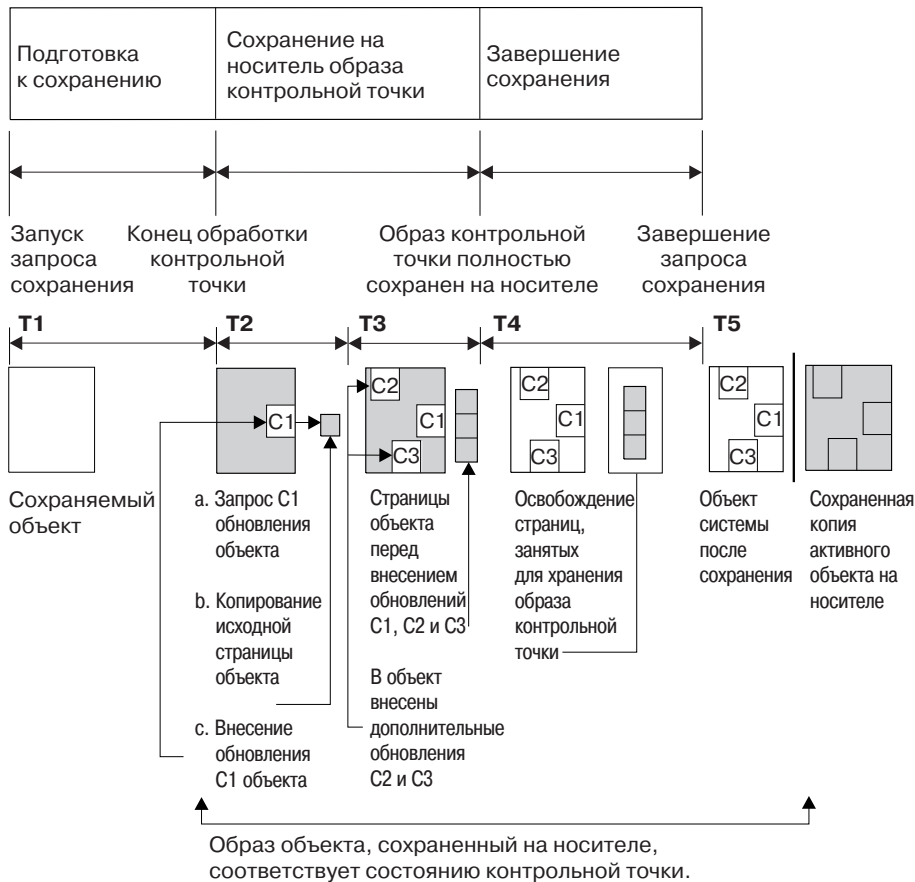 Подготовка
к сохранению
Сохранение на
носитель образа
контрольной точки
Завершение
сохранения
Запуск
запроса
сохранения
Конец обработки
контрольной
точки
Образ контрольной
точки полностью
сохранен на носителе
Завершение
запроса
сохранения
T1
T2
T3
T4
T5
C1
C2
C1
C3
C2
C1
C3
C2
C1
C3
Сохраняемый
объект
a. Запрос C1
обновления
объекта
b. Копирование
исходной
страницы
объекта
c. Внесение
обновления
C1 объекта
Страницы
объекта
перед
внесением
обновлений
C1, C2 и C3
В объект
внесены
дополнительные
обновления
C2 и C3
Освобождение
страниц,
занятых
для хранения
образа
контрольной
точки
Объект
системы
после
сохранения
Сохраненная
копия
активного
объекта на
носителе
Образ объекта, сохраненный на носителе,
соответствует состоянию контрольной точки.